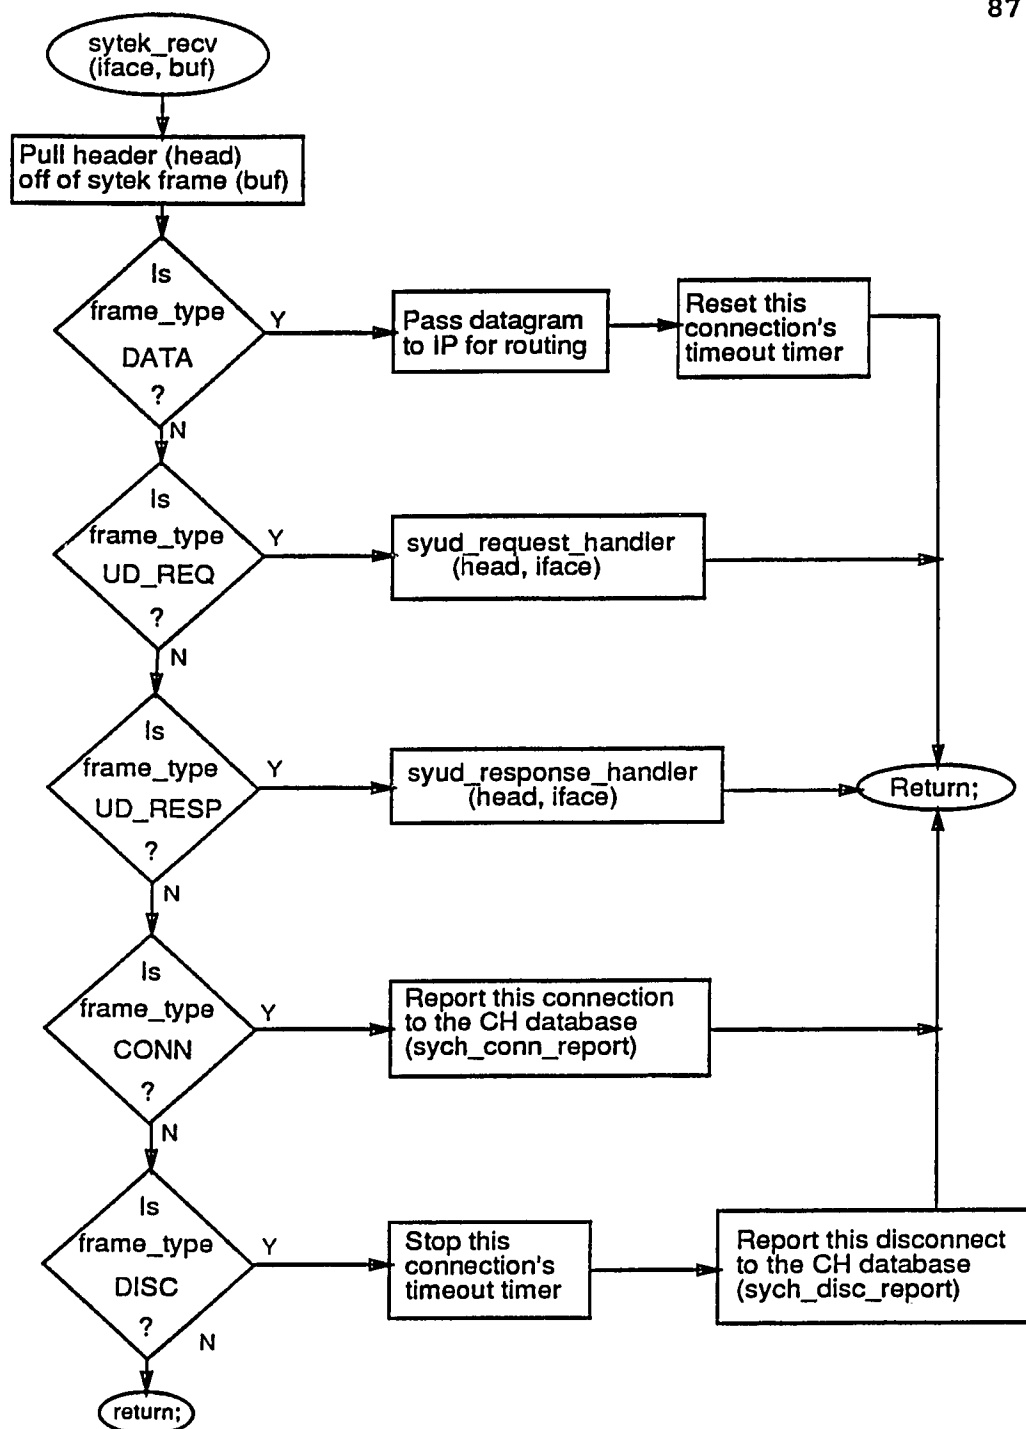 87
sytek_recv
(iface, buf)
Pull header (head)
off of sytek frame (buf)
Is
frame_type
DATA
?
Y
N
Pass datagram
to IP for routing
Reset this
connection's
timeout timer
Is
frame_type
UD_REQ
?
Y
N
syud_request_handler
(head, iface)
Is
frame_type
UD_RESP
?
Y
N
syud_response_handler
(head, iface)
Return;
Is
frame_type
CONN
?
Y
N
Report this connection
to the CH database
(sych_conn_report)
Is
frame_type
DISC
?
Y
N
Stop this
connection's
timeout timer
Report this disconnect
to the CH database
(sych_disc_report)
return;